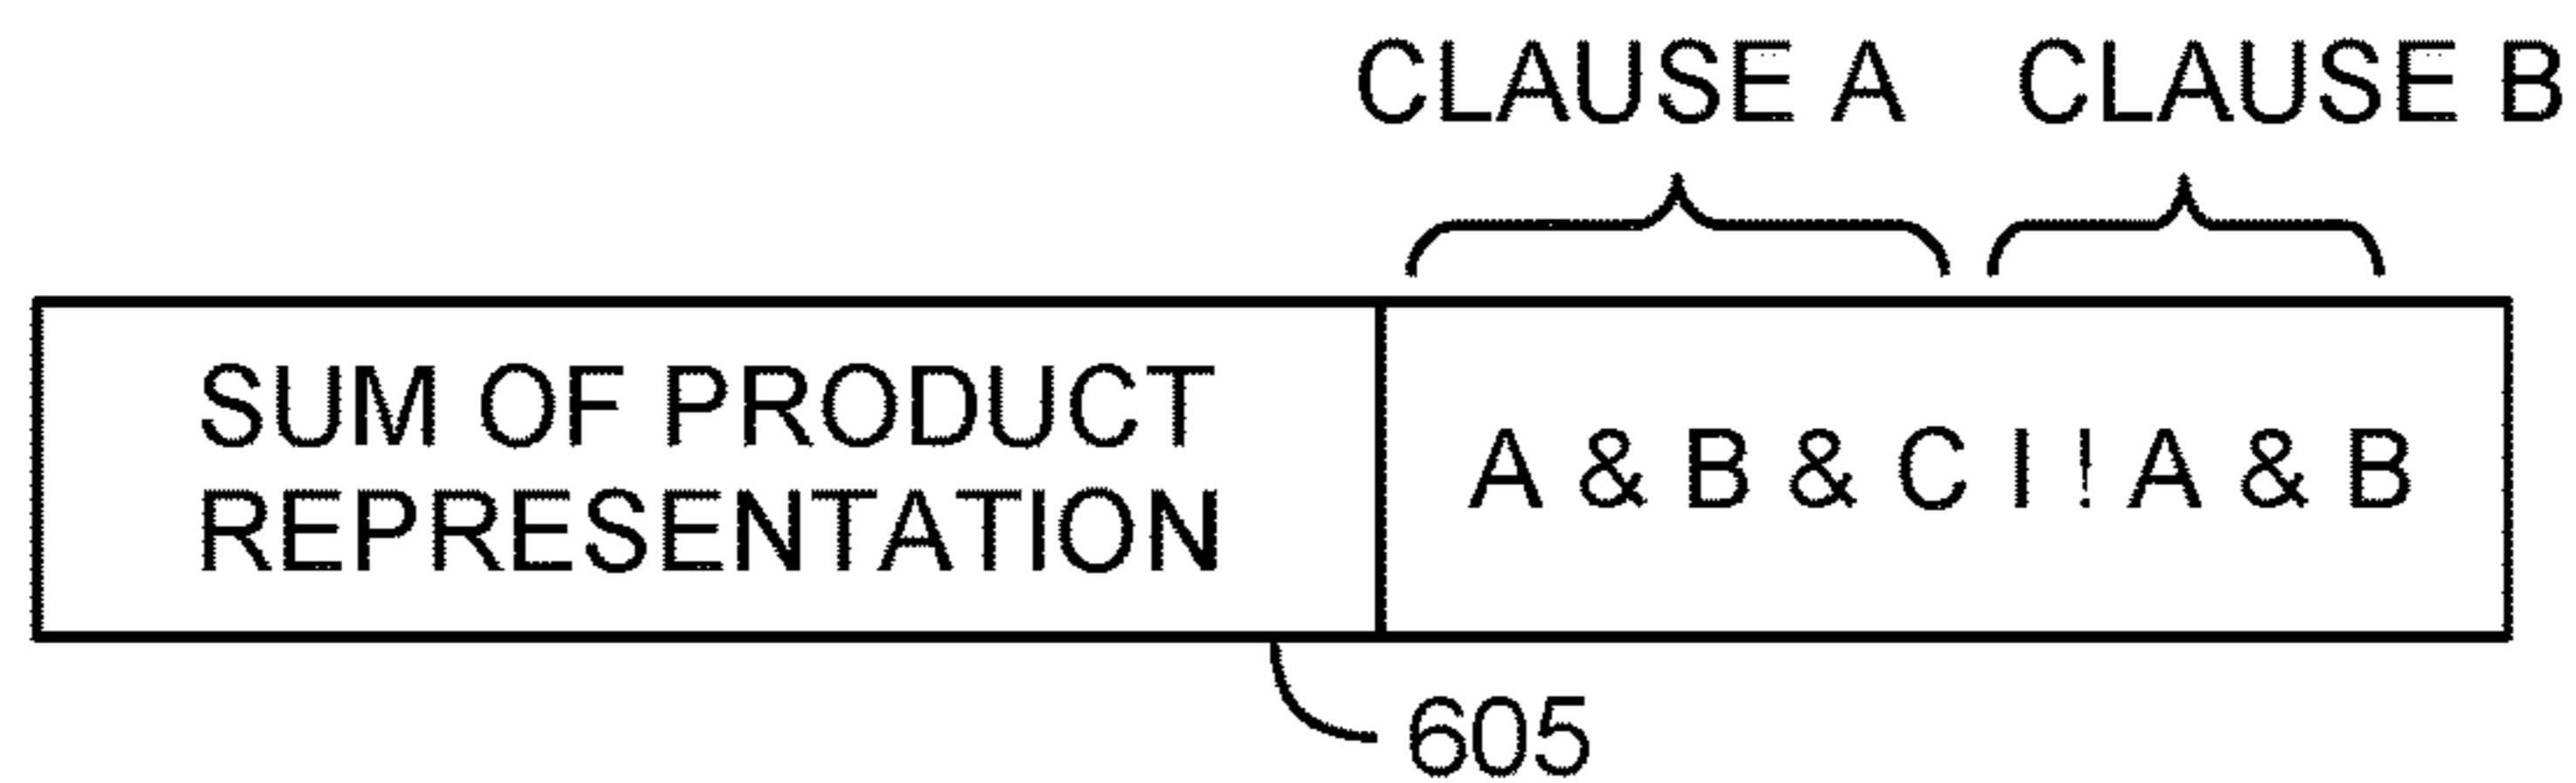 CLAUSE A CLAUSE B
SUM OF PRODUCT
REPRESENTATION
A & B & C | ! A & B
605